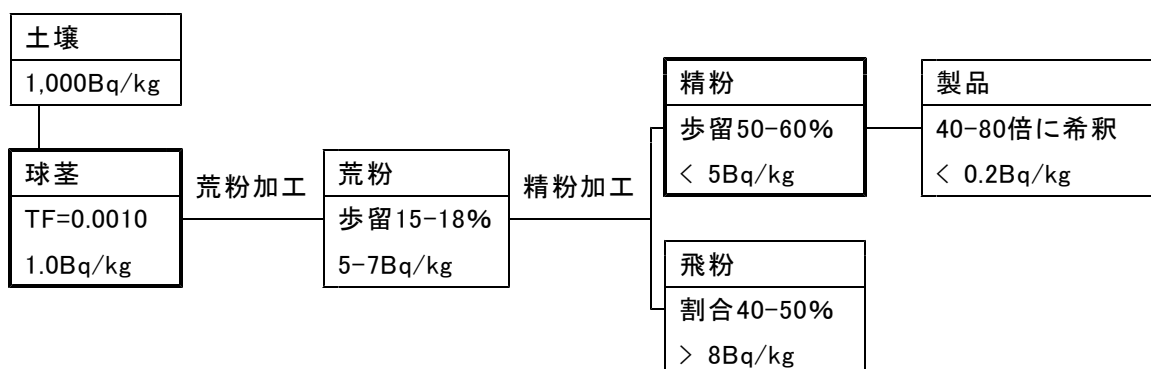 土壌
1,000Bq/kg
球茎
TF=0.0010
1.0Bq/kg
荒粉加工
荒粉
歩留15-18%
5-7Bq/kg
精粉加工
精粉
歩留50-60%
< 5Bq/kg
製品
40-80倍に希釈
< 0.2Bq/kg
飛粉
割合40-50%
> 8Bq/kg